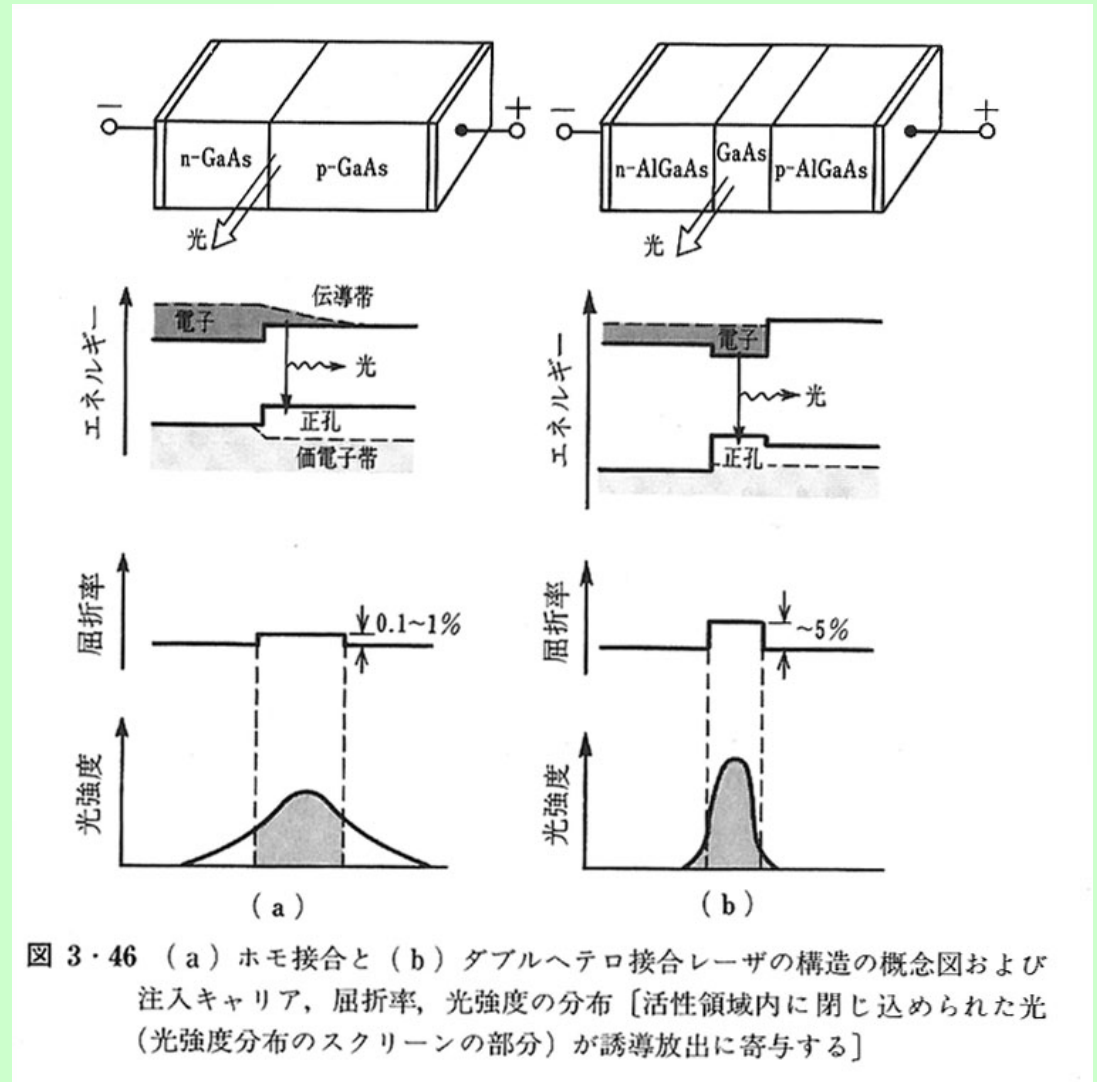 − + − +
n-GaAs p-GaAs n-AlGaAs GaAs p-AlGaAs
光 光
エネルギー 電子 伝導帯 光 正孔 価電子帯
エネルギー 電子 光 正孔
屈折率 0.1~1% 屈折率 ~5%
光強度 光強度
(a) (b)
図 3・46 (a)ホモ接合と(b)ダブルヘテロ接合レーザの構造の概念図および
注入キャリア,屈折率,光強度の分布[活性領域内に閉じ込められた光
(光強度分布のスクリーンの部分)が誘導放出に寄与する]